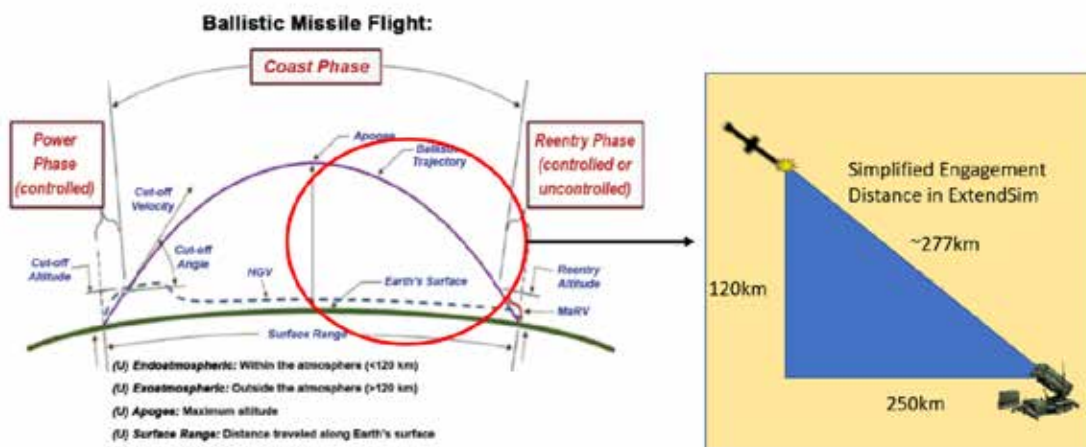 Ballistic Missile Flight:
Coast Phase
Power
Phase
(controlled)
Reentry Phase
(controlled or
uncontrolled)
Apogee
Ballistic
Trajectory
Cut-off
Velocity
Cut-off
Altitude
Cut-off
Angle
HGV
Earth's Surface
Reentry
Altitude
MaRV
Surface Range
(U) Endoatmospheric: Within the atmosphere (<120 km)
(U) Exoatmospheric: Outside the atmosphere (>120 km)
(U) Apogee: Maximum altitude
(U) Surface Range: Distance traveled along Earth's surface
Simplified Engagement
Distance in ExtendSim
~277km
120km
250km